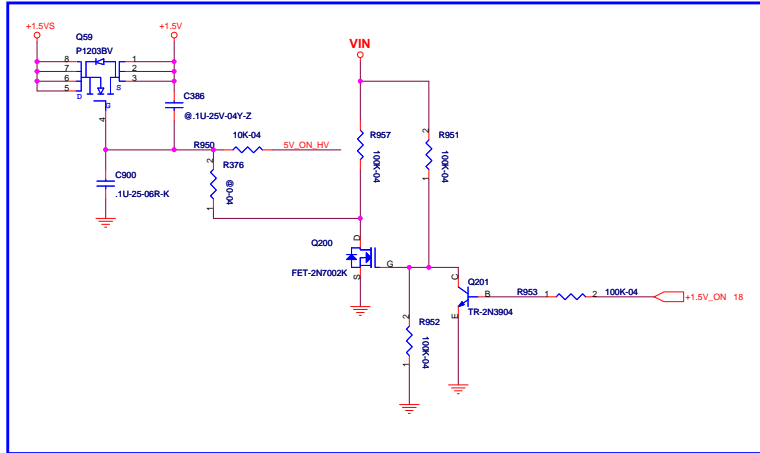 +1.5VS
Q59
+1.5V
P1203BV
8
7
6
5
D
1
2
3
S
G
4
C386
@.1U-25V-04Y-Z
VIN
R957
100K-04
R951
100K-04
2
1
R950
10K-04
5V_ON_HV
2
R376
@0-04
1
C900
.1U-25-06R-K
Q200
D
G
S
FET-2N7002K
Q201
C
B
E
TR-2N3904
R953
1
2
100K-04
+1.5V_ON 18
2
R952
100K-04
1